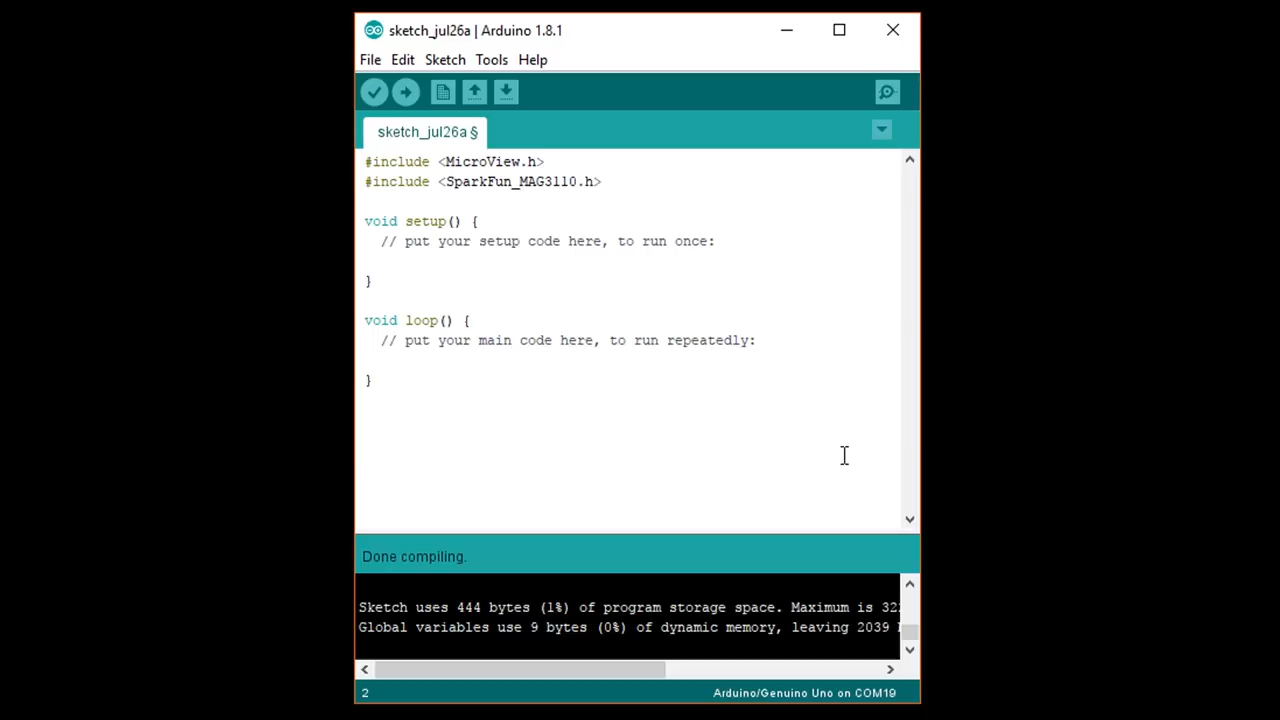 sketch_jul26a | Arduino 1.8.1
File Edit Sketch Tools Help
sketch_jul26a §
#include <MicroView.h>
#include <SparkFun_MAG3110.h>
void setup() {
// put your setup code here, to run once:
}
void loop() {
// put your main code here, to run repeatedly:
}
Done compiling.
Sketch uses 444 bytes (1%) of program storage space. Maximum is
Global variables use 9 bytes (0%) of dynamic memory, leaving 2039
2 Arduino/Genuino Uno on COM19